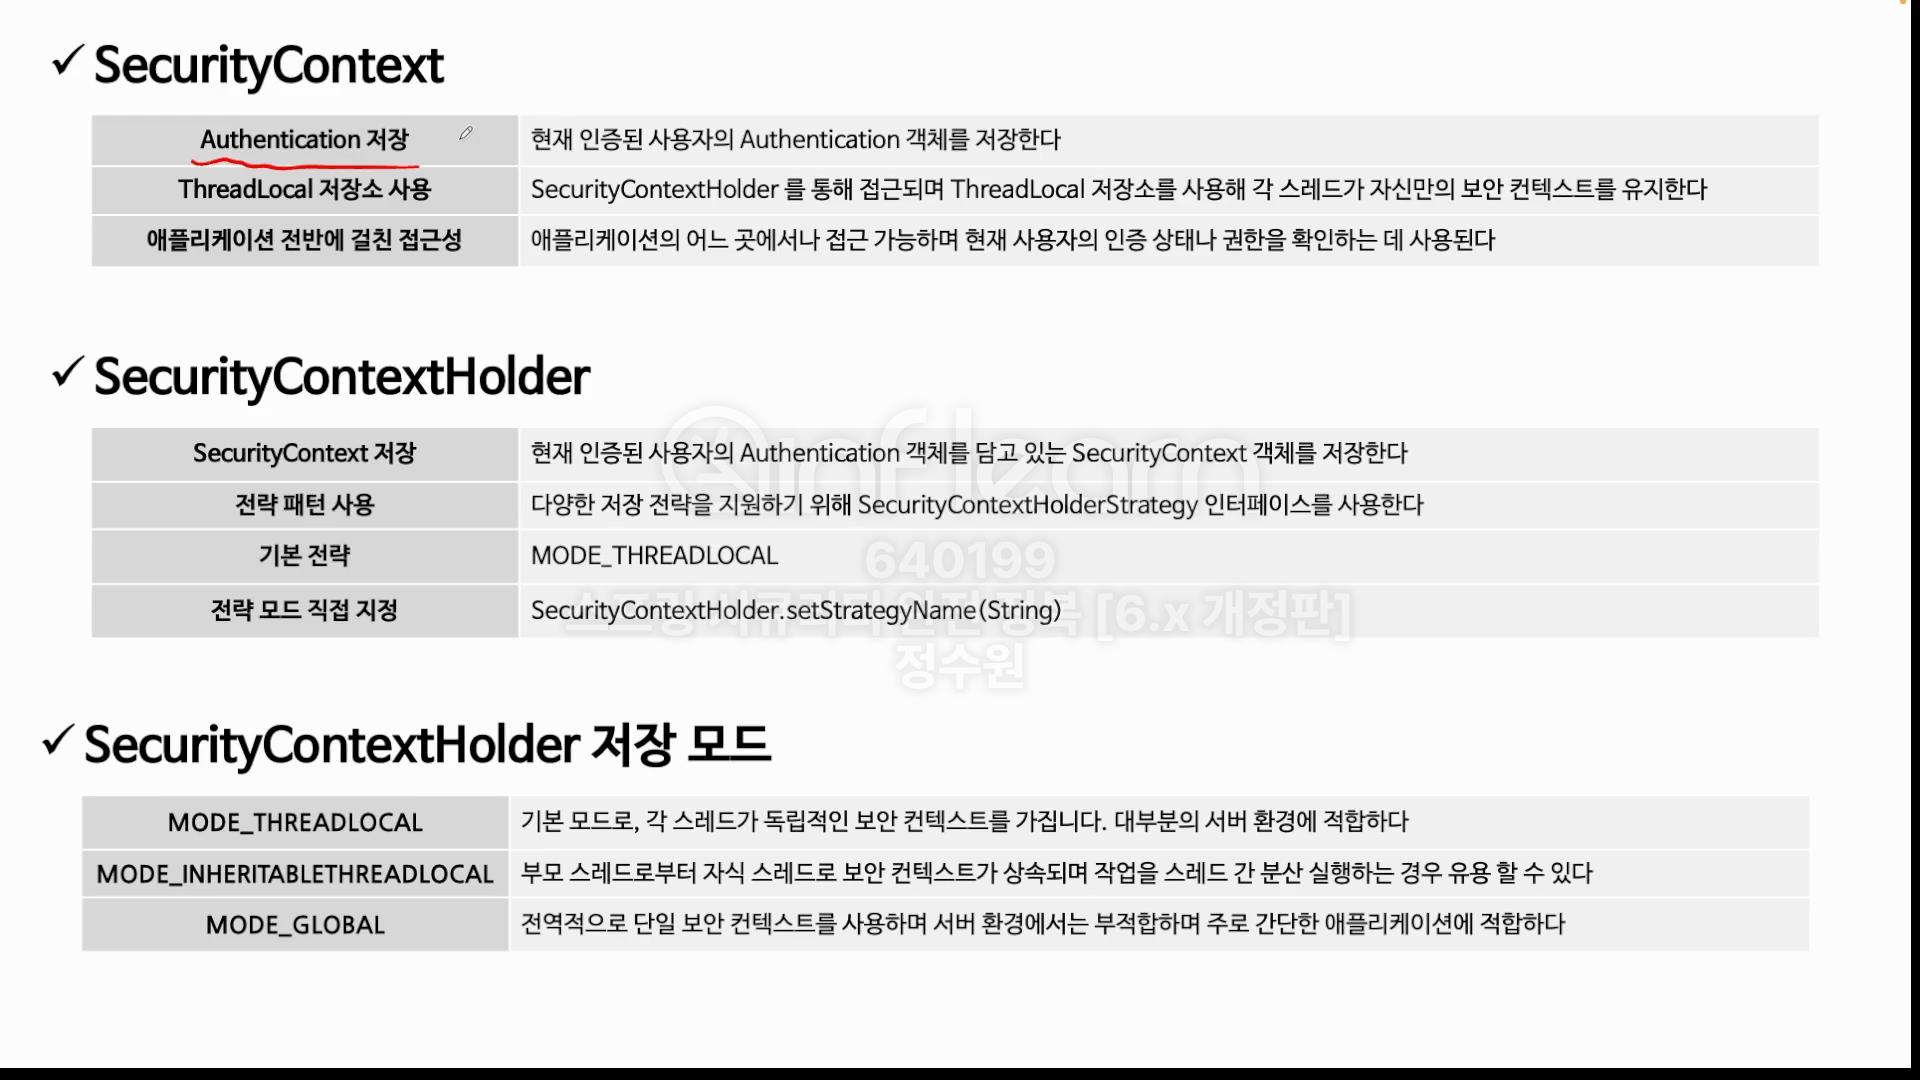 ✓ SecurityContext
Authentication 저장 현재 인증된 사용자의 Authentication 객체를 저장한다
ThreadLocal 저장소 사용 SecurityContextHolder 를 통해 접근되며 ThreadLocal 저장소를 사용해 각 스레드가 자신만의 보안 컨텍스트를 유지한다
애플리케이션 전반에 걸친 접근성 애플리케이션의 어느 곳에서나 접근 가능하며 현재 사용자의 인증 상태나 권한을 확인하는 데 사용된다
✓ SecurityContextHolder
SecurityContext 저장 현재 인증된 사용자의 Authentication 객체를 담고 있는 SecurityContext 객체를 저장한다
전략 패턴 사용 다양한 저장 전략을 지원하기 위해 SecurityContextHolderStrategy 인터페이스를 사용한다
기본 전략 MODE_THREADLOCAL
전략 모드 직접 지정 SecurityContextHolder.setStrategyName(String)
inflearn
640199
스프링 시큐리티 완전 정복 [6.x 개정판]
정수원
✓ SecurityContextHolder 저장 모드
MODE_THREADLOCAL 기본 모드로, 각 스레드가 독립적인 보안 컨텍스트를 가집니다. 대부분의 서버 환경에 적합하다
MODE_INHERITABLETHREADLOCAL 부모 스레드로부터 자식 스레드로 보안 컨텍스트가 상속되며 작업을 스레드 간 분산 실행하는 경우 유용 할 수 있다
MODE_GLOBAL 전역적으로 단일 보안 컨텍스트를 사용하며 서버 환경에서는 부적합하며 주로 간단한 애플리케이션에 적합하다